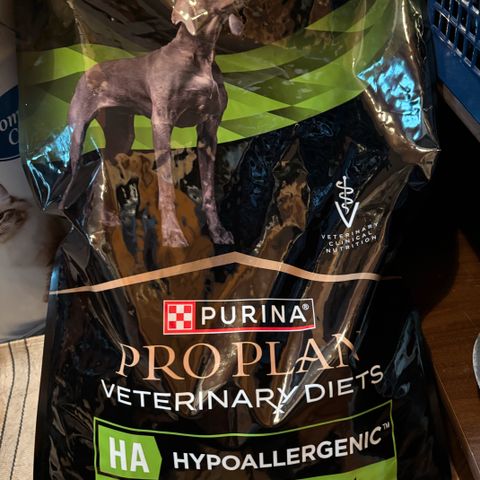 VETERINARY
CLINICAL
NUTRITION
PURINA®
PRO PLAN
VETERINARY DIETS
HA HYPOALLERGENIC™